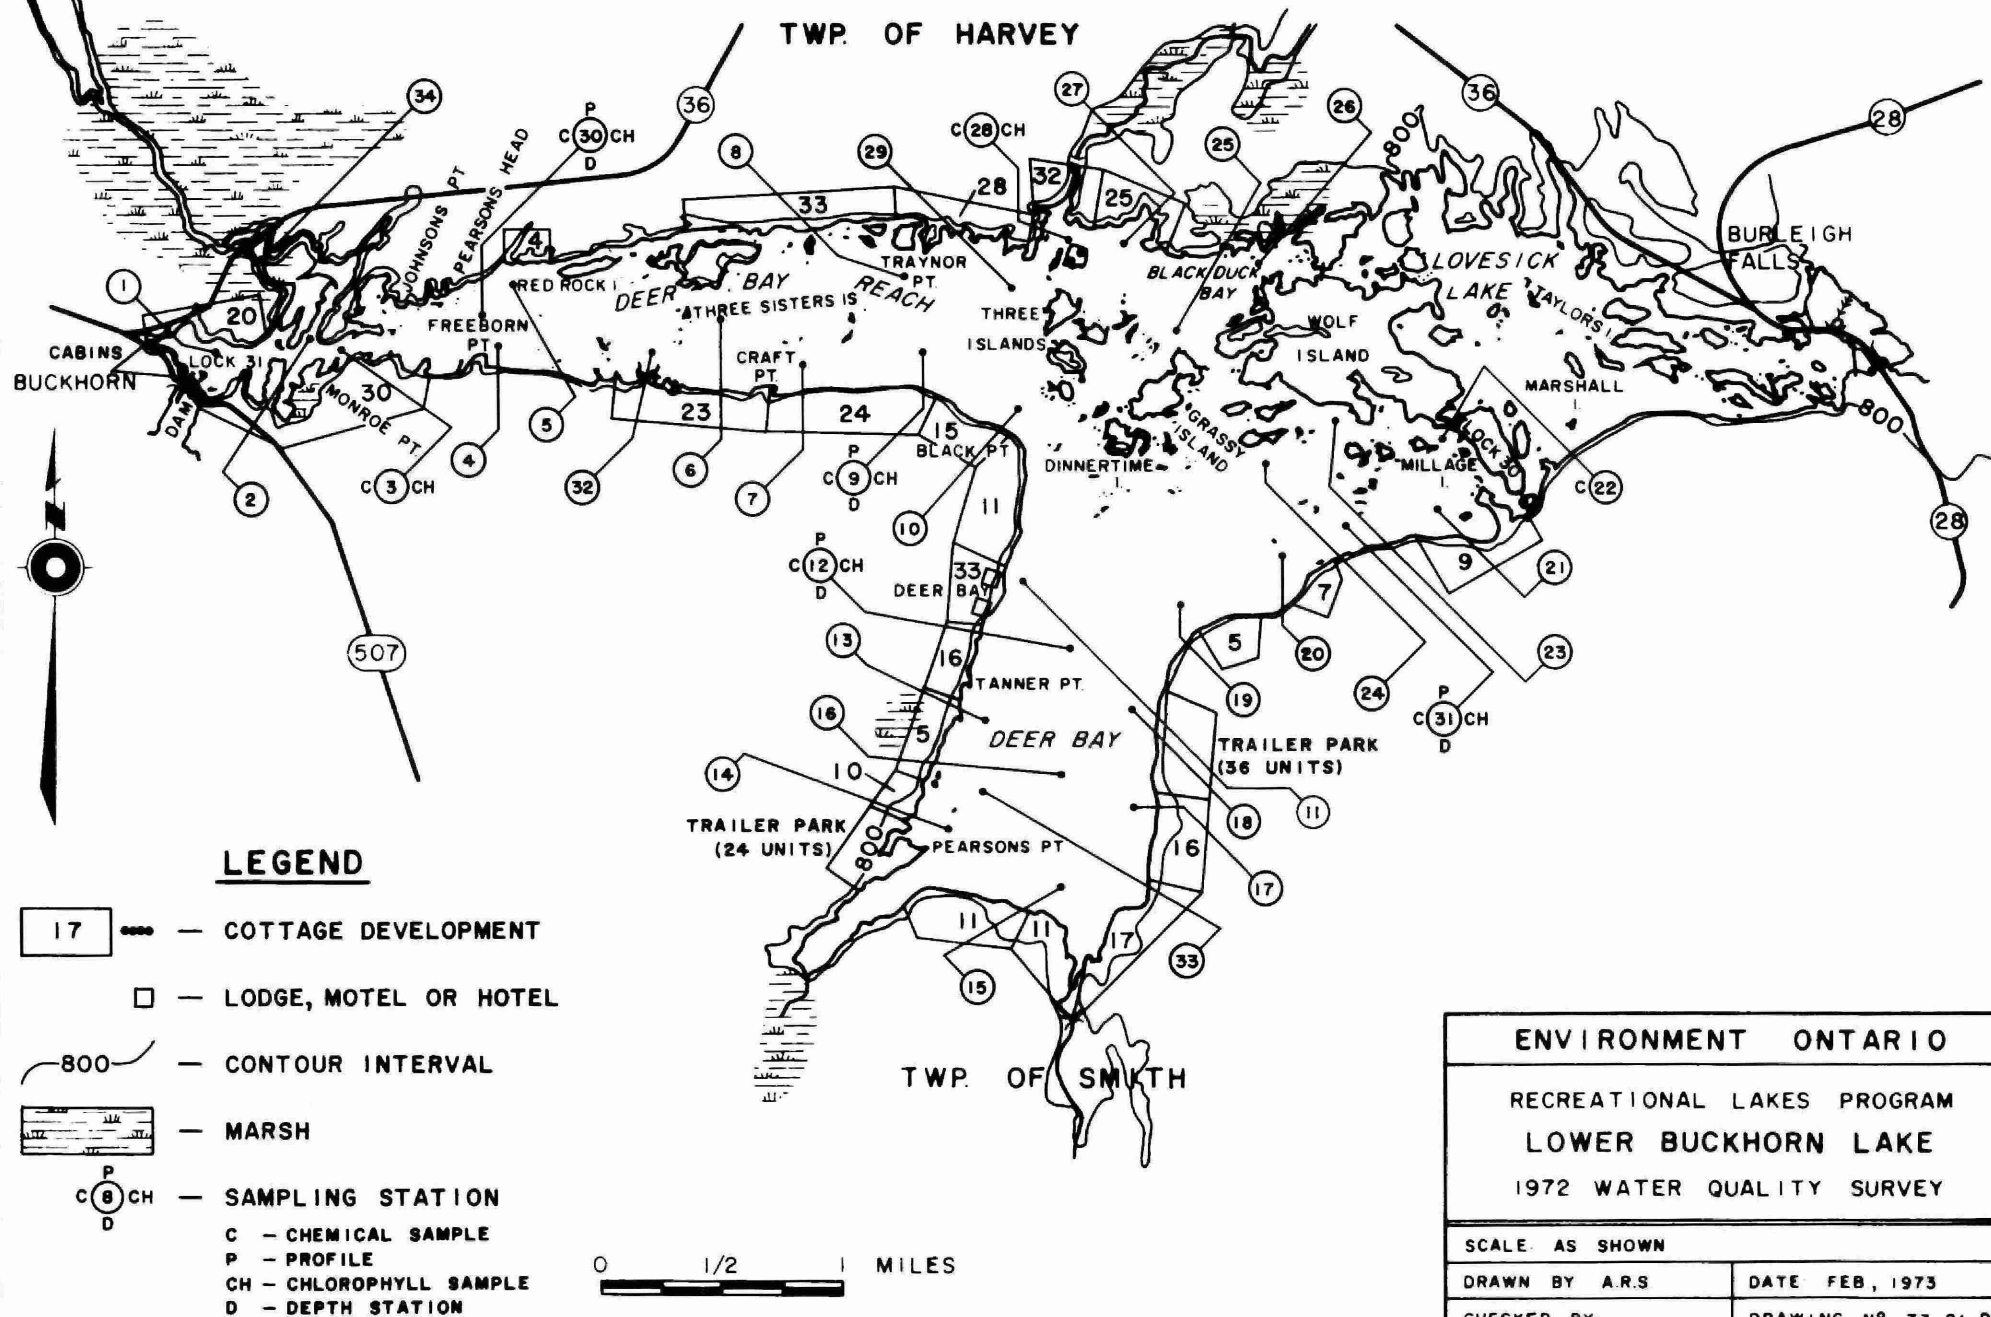 TWP. OF HARVEY
34
P
C 30 CH
D
36
8
29
C 28 CH
27
25
26
800
36
28
JOHNSONS PT
PEARSONS HEAD
33
28
32
25
4
1
20
RED ROCK I
DEER BAY REACH
TRAYNOR PT.
BLACK DUCK BAY
LOVESICK LAKE
TAYLORS I
BURLEIGH FALLS
THREE SISTERS IS
FREEBORN PT
CABINS
BUCKHORN
LOCK 31
DAM
30
MONROE PT.
CRAFT PT.
THREE ISLANDS
WOLF ISLAND
MARSHALL I.
800
23
24
15
BLACK PT
GRASSY ISLAND
DINNERTIME I.
MILLAGE I.
LOCK 30
C 22
2
C 3 CH
4
5
32
6
7
P
C 9 CH
D
10
11
28
9
21
P
C 12 CH
D
33
DEER BAY
7
507
13
16
TANNER PT.
5
20
23
19
24
P
C 31 CH
D
16
5
DEER BAY
TRAILER PARK
(36 UNITS)
14
10
11
18
TRAILER PARK
(24 UNITS)
800
PEARSONS PT
16
17
11
11
17
15
33
TWP. OF SMITH
LEGEND
17 — COTTAGE DEVELOPMENT
— LODGE, MOTEL OR HOTEL
800 — CONTOUR INTERVAL
— MARSH
P
C 8 CH — SAMPLING STATION
D
C – CHEMICAL SAMPLE
P – PROFILE
CH – CHLOROPHYLL SAMPLE
D – DEPTH STATION
0 1/2 1 MILES
ENVIRONMENT ONTARIO
RECREATIONAL LAKES PROGRAM
LOWER BUCKHORN LAKE
1972 WATER QUALITY SURVEY
SCALE AS SHOWN
DRAWN BY A.R.S
DATE FEB, 1973
CHECKED BY
DRAWING Nº